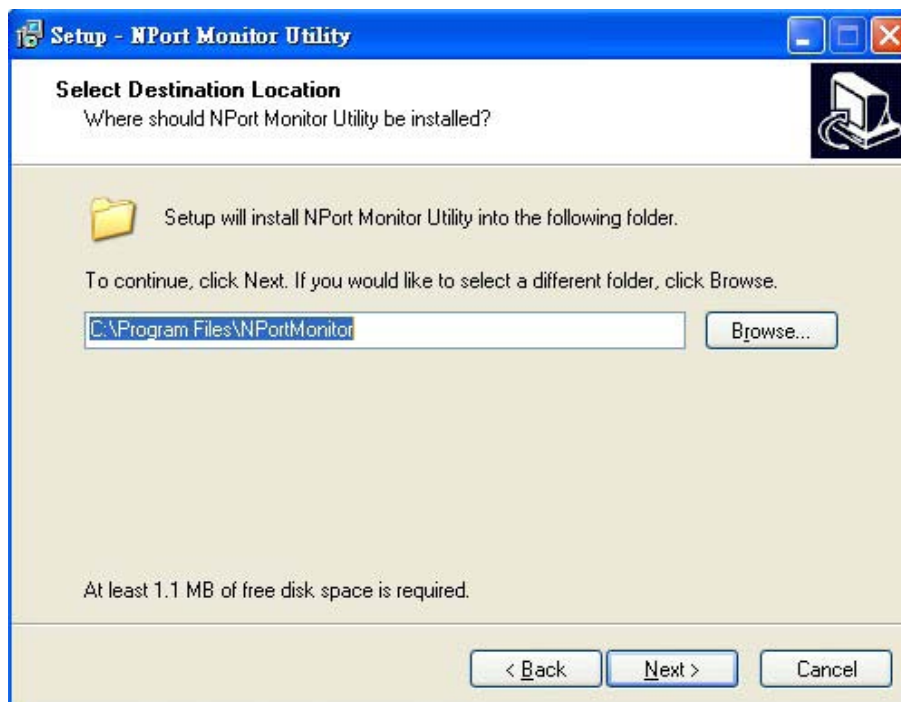 Setup - NPort Monitor Utility
Select Destination Location
Where should NPort Monitor Utility be installed?
Setup will install NPort Monitor Utility into the following folder.
To continue, click Next. If you would like to select a different folder, click Browse.
C:\Program Files\NPortMonitor
Browse...
At least 1.1 MB of free disk space is required.
< Back
Next >
Cancel